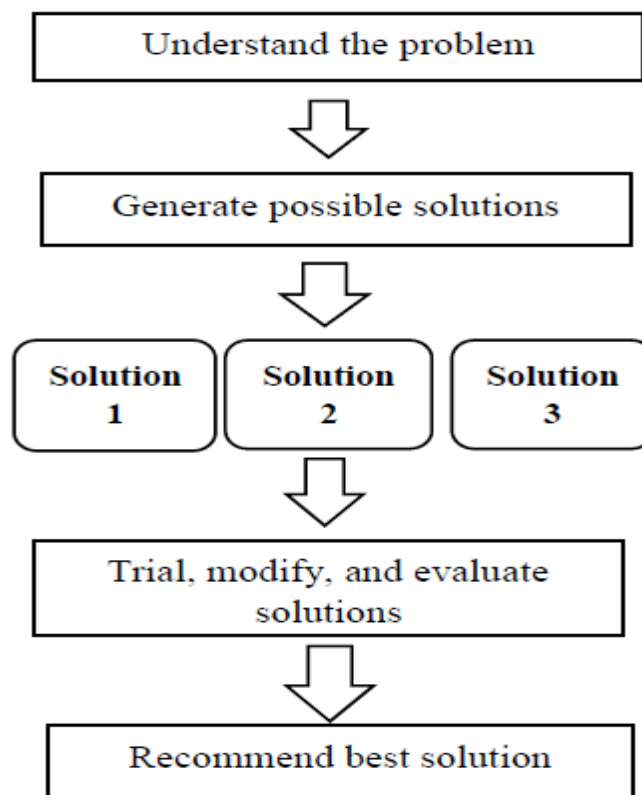 Understand the problem
Generate possible solutions
Solution
1
Solution
2
Solution
3
Trial, modify, and evaluate
solutions
Recommend best solution